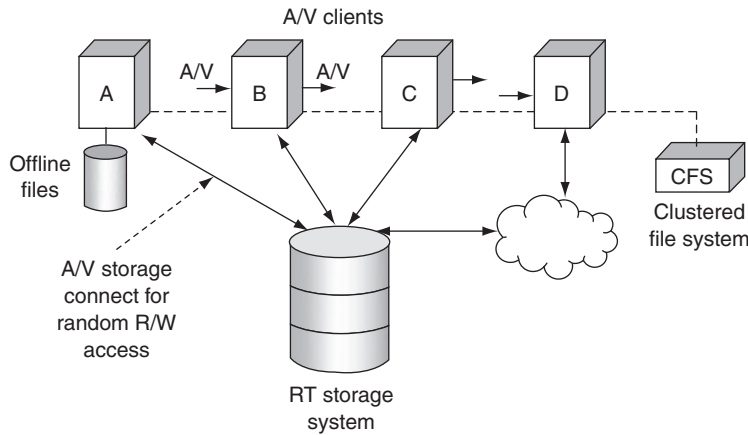 A/V clients
A/V
A/V
A
B
C
D
Offline
files
CFS
Clustered
file system
A/V storage
connect for
random R/W
access
RT storage
system